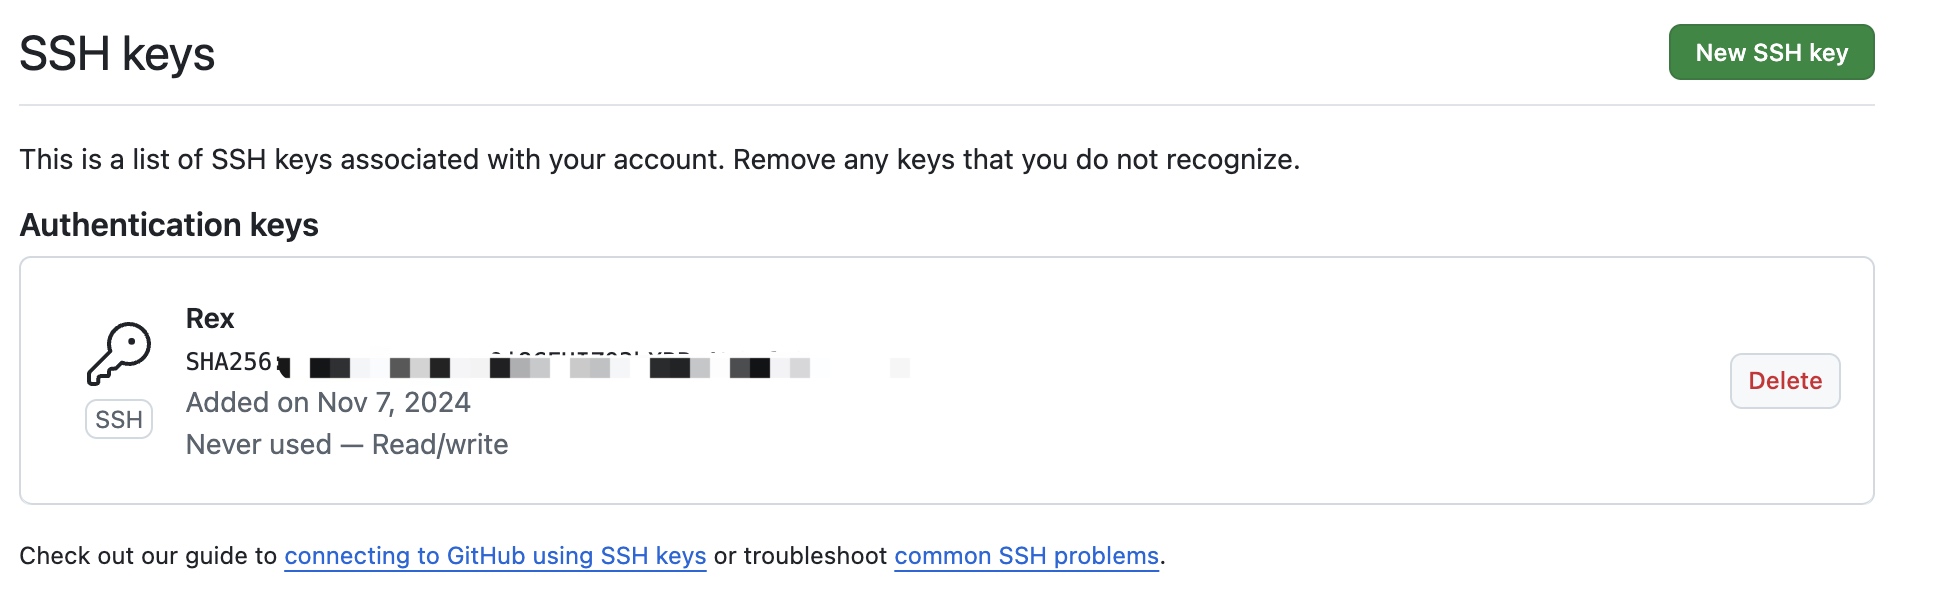 SSH keys
New SSH key
This is a list of SSH keys associated with your account. Remove any keys that you do not recognize.
Authentication keys
Rex
SHA256:
Added on Nov 7, 2024
Never used — Read/write
SSH
Delete
Check out our guide to connecting to GitHub using SSH keys or troubleshoot common SSH problems.